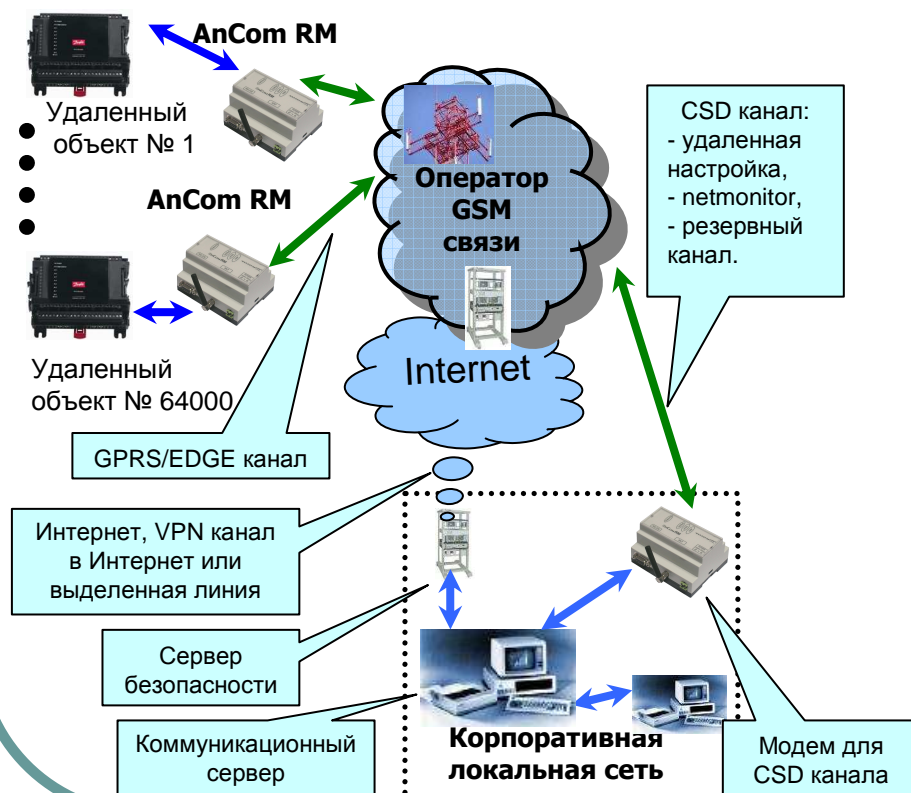 AnCom RM
Удаленный
объект № 1
AnCom RM
Удаленный
объект № 64000
Оператор
GSM
связи
Internet
CSD канал:
- удаленная
настройка,
- netmonitor,
- резервный
канал.
GPRS/EDGE канал
Интернет, VPN канал
в Интернет или
выделенная линия
Сервер
безопасности
Коммуникационный
сервер
Корпоративная
локальная сеть
Модем для
CSD канала